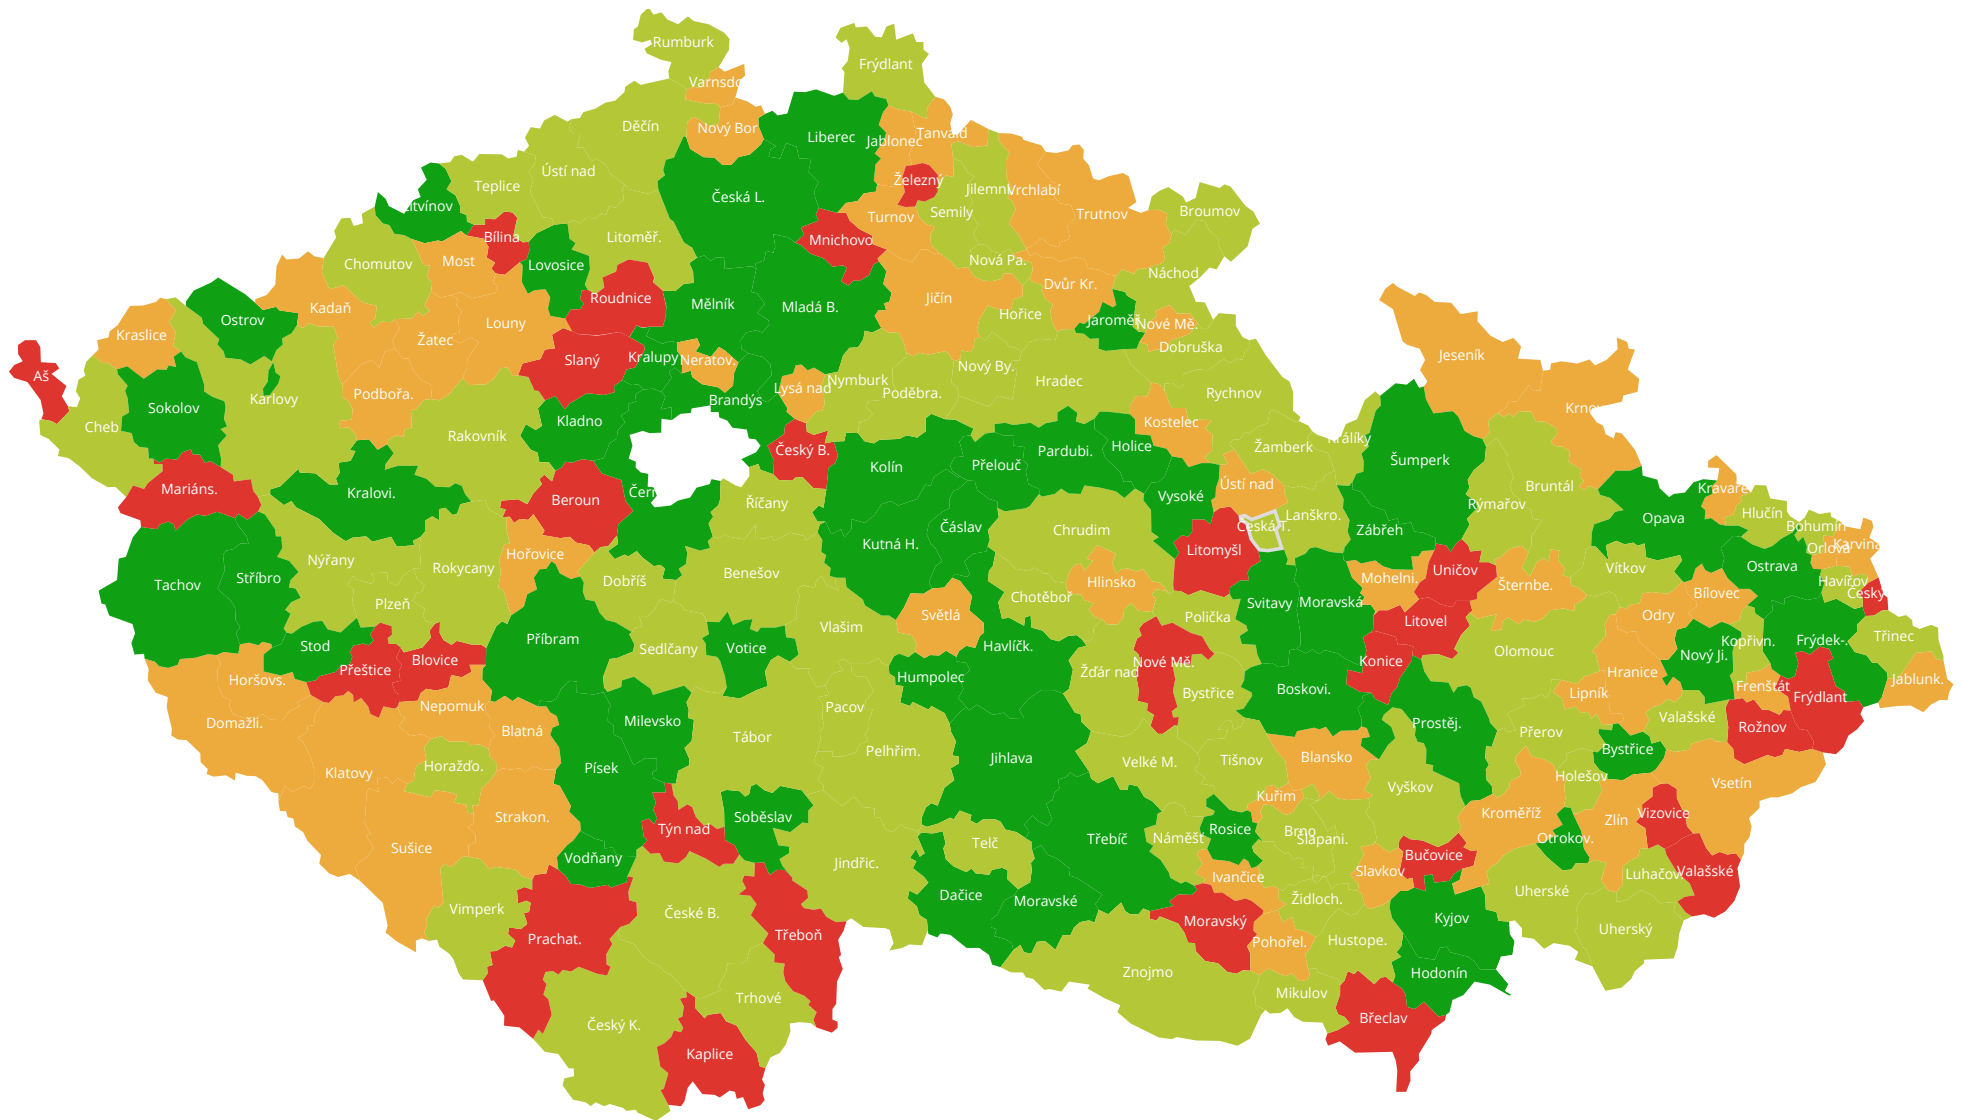 Rumburk
Frýdlant
Varnsdo
Děčín
Nový Bor
Liberec
Jablonec
Tanvald
Ústí nad
Teplice
Železný
Jilemni
Vrchlabí
Česká L.
Litvínov
Semily
Turnov
Trutnov
Broumov
Bílina
Litoměř.
Mnichovo
Most
Chomutov
Lovosice
Nová Pa.
Náchod
Dvůr Kr.
Roudnice
Mělník
Mladá B.
Jičín
Kadaň
Hořice
Ostrov
Louny
Jaroměř
Nové Mě.
Kraslice
Žatec
Dobruška
Jeseník
Slaný
Kralupy
Neratov.
Nový By.
Aš
Nymburk
Hradec
Lysá nad
Poděbra.
Podbořa.
Rychnov
Karlovy
Brandýs
Sokolov
Krnov
Kladno
Kostelec
Cheb
Rakovník
Králíky
Holice
Žamberk
Český B.
Pardubi.
Šumperk
Přelouč
Kolín
Ústí nad
Bruntál
Mariáns.
Kralovi.
Kravaře
Beroun
Vysoké
Říčany
Rýmařov
Hlučín
Lanškro.
Opava
Bohumín
Čáslav
Chrudim
Česká T.
Zábřeh
Kutná H.
Litomyšl
Karviná
Orlová
Hořovice
Nýřany
Ostrava
Rokycany
Vítkov
Uničov
Benešov
Stříbro
Mohelni.
Dobříš
Hlinsko
Havířov
Tachov
Šternbe.
Bílovec
Český
Chotěboř
Svitavy
Moravská
Plzeň
Světlá
Odry
Polička
Litovel
Vlašim
Třinec
Příbram
Frýdek-.
Kopřivn.
Stod
Havlíčk.
Votice
Sedlčany
Olomouc
Nový Ji.
Blovice
Konice
Nové Mě.
Přeštice
Žďár nad
Hranice
Humpolec
Horšovs.
Jablunk.
Frenštát
Boskovi.
Bystřice
Lipník
Frýdlant
Nepomuk
Pacov
Valašské
Milevsko
Domažli.
Prostěj.
Rožnov
Blatná
Přerov
Tábor
Bystřice
Pelhřim.
Jihlava
Blansko
Tišnov
Velké M.
Horažďo.
Písek
Klatovy
Holešov
Vsetín
Vyškov
Kuřim
Kroměříž
Vizovice
Strakon.
Soběslav
Zlín
Týn nad
Rosice
Brno
Šlapani.
Otrokov.
Náměšť
Třebíč
Telč
Sušice
Bučovice
Vodňany
Jindřic.
Slavkov
Valašské
Luhačov.
Ivančice
Uherské
Dačice
Židloch.
Moravské
Vimperk
České B.
Kyjov
Moravský
Uherský
Třeboň
Prachat.
Hustope.
Pohořel.
Znojmo
Hodonín
Mikulov
Trhové
Břeclav
Český K.
Kaplice